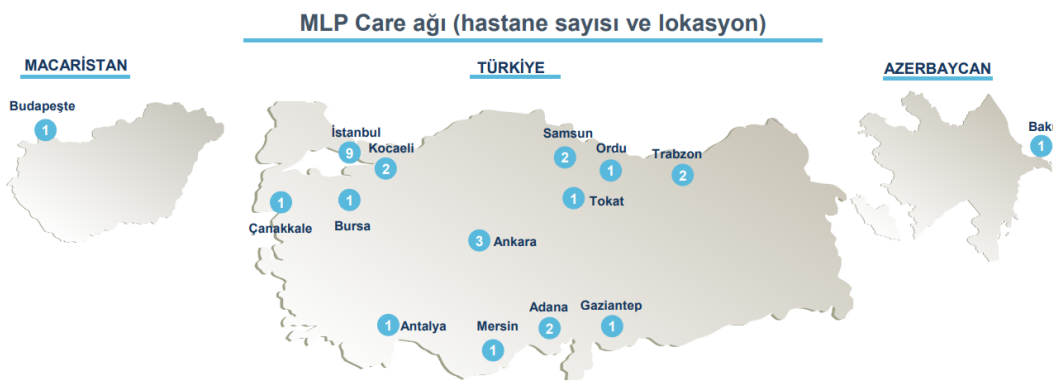 MLP Care ağı (hastane sayısı ve lokasyon)
MACARİSTAN
TÜRKİYE
AZERBAYCAN
Budapeşte
1
İstanbul
9
Kocaeli
2
Samsun
2
Ordu
1
Trabzon
2
Bakü
1
Çanakkale
1
Bursa
1
Tokat
1
Ankara
3
Antalya
1
Mersin
1
Adana
2
Gaziantep
1